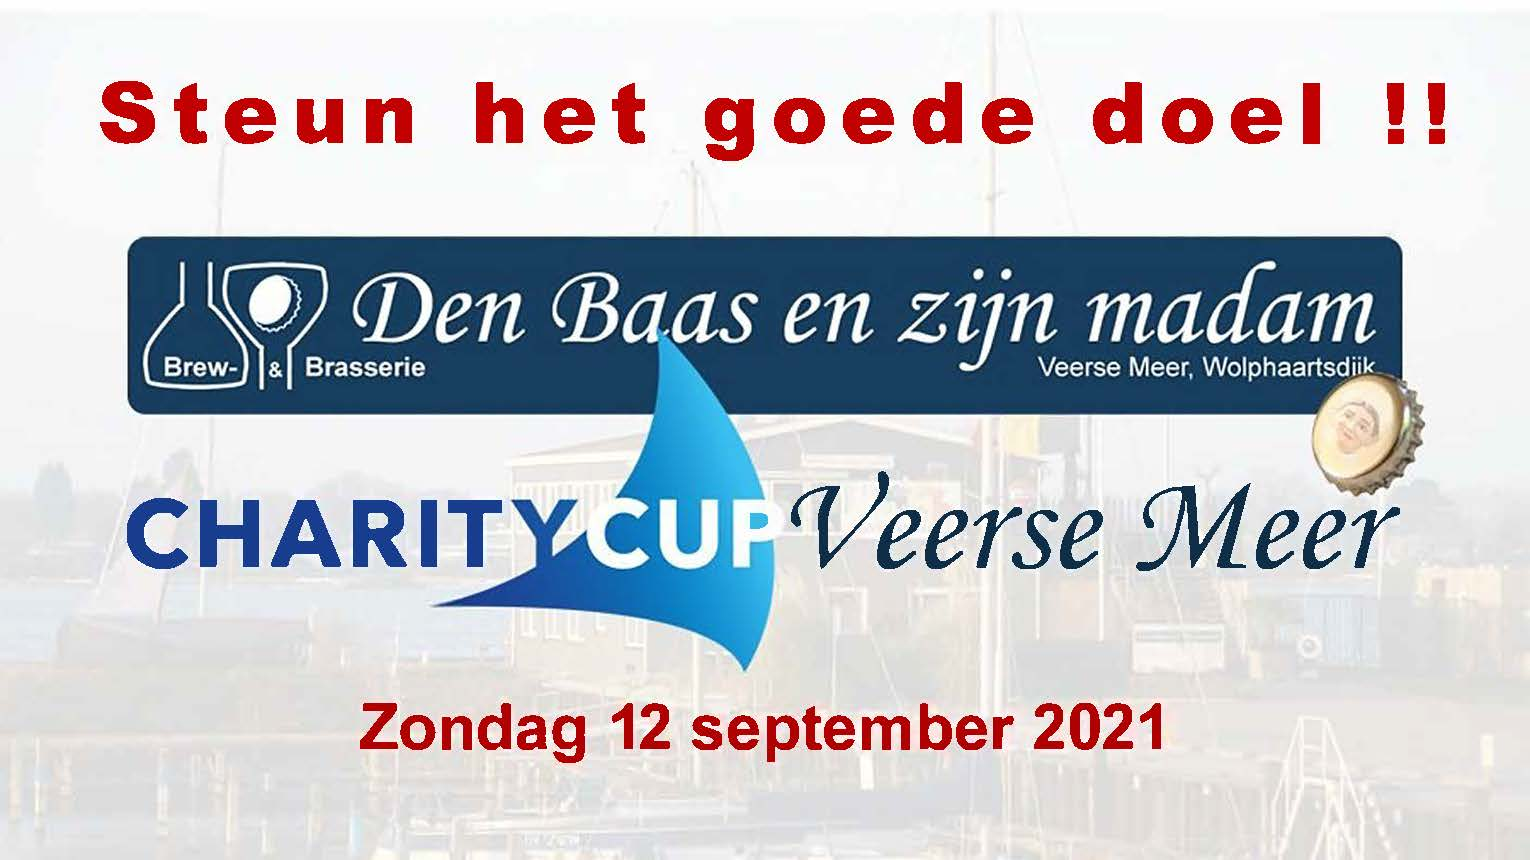 Steun het goede doel !!
Den Baas en zijn madam
Brew- & Brasserie
Veerse Meer, Wolphaartsdijk
CHARITYCUP Veerse Meer
Zondag 12 september 2021